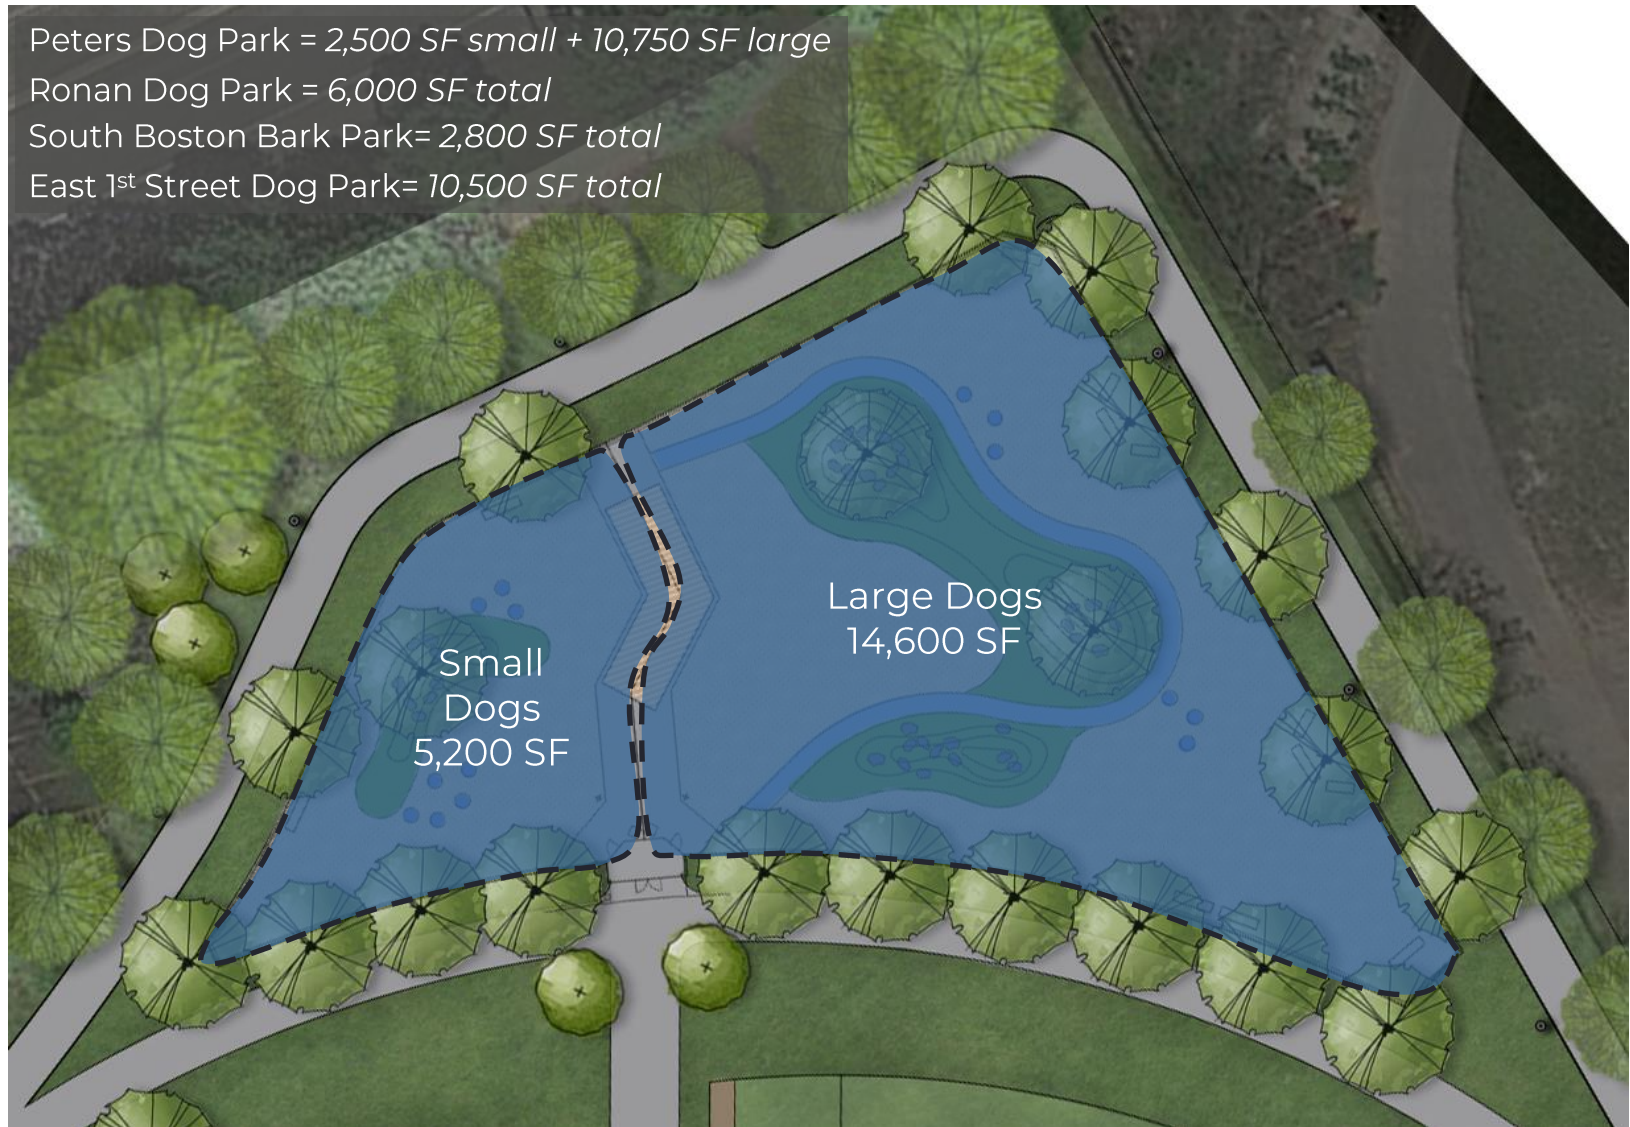 Peters Dog Park = 2,500 SF small + 10,750 SF large
Ronan Dog Park = 6,000 SF total
South Boston Bark Park= 2,800 SF total
East 1st Street Dog Park= 10,500 SF total
Large Dogs
14,600 SF
Small
Dogs
5,200 SF